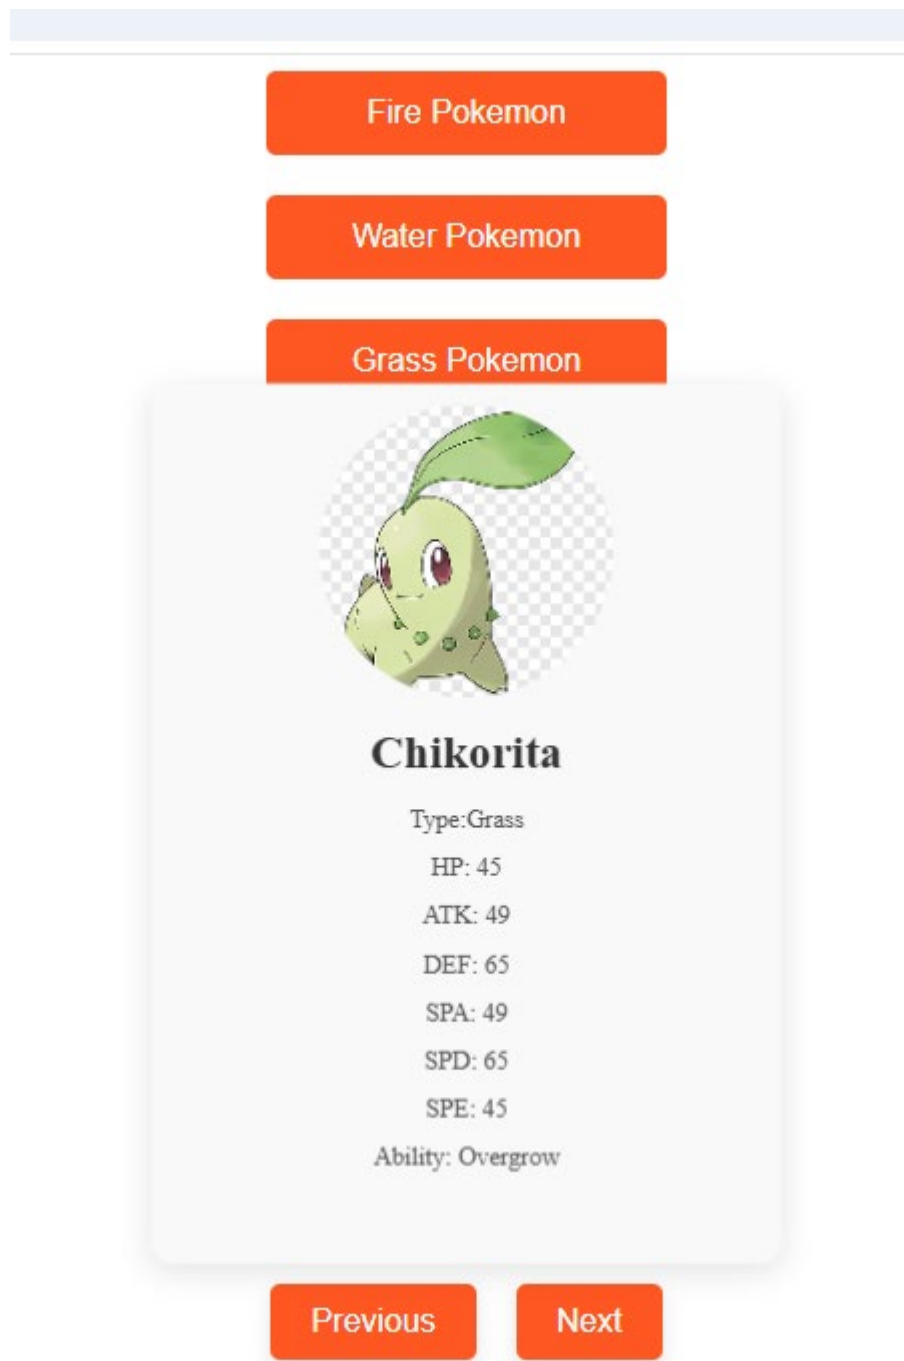 Fire Pokemon
Water Pokemon
Grass Pokemon
Chikorita
Type:Grass
HP: 45
ATK: 49
DEF: 65
SPA: 49
SPD: 65
SPE: 45
Ability: Overgrow
Previous Next